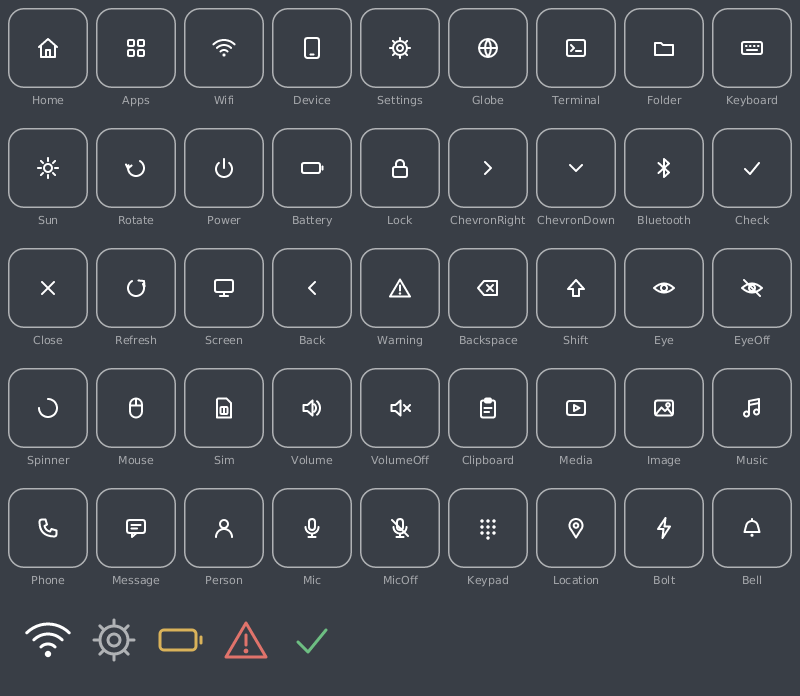 Home Apps Wifi Device Settings Globe Terminal Folder Keyboard
Sun Rotate Power Battery Lock ChevronRight ChevronDown Bluetooth Check
Close Refresh Screen Back Warning Backspace Shift Eye EyeOff
Spinner Mouse Sim Volume VolumeOff Clipboard Media Image Music
Phone Message Person Mic MicOff Keypad Location Bolt Bell